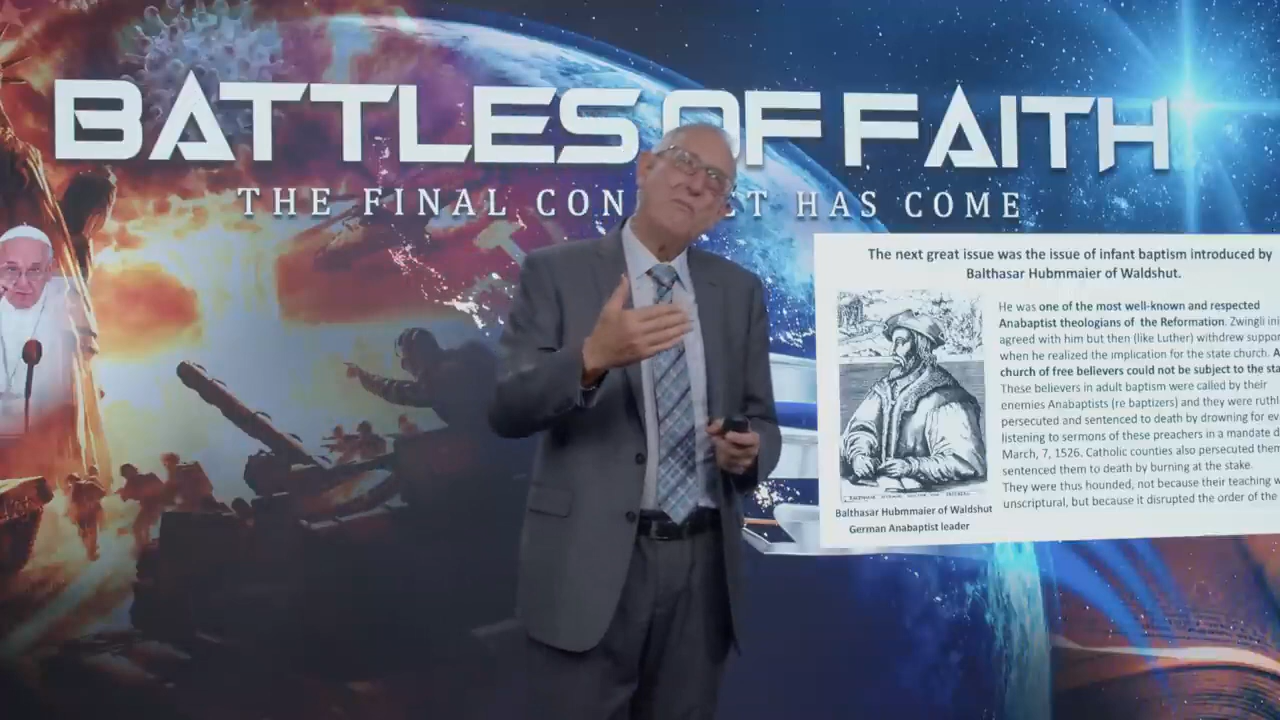 BATTLES OF FAITH
THE FINAL CON LT HAS COME
The next great issue was the issue of infant baptism introduced by
Balthasar Hubmmaier of Waldshut.
He was one of the most well-known and respected
Anabaptist theologians of the Reformation. Zwingli ini
agreed with him but then (like Luther) withdrew suppor
when he realized the implication for the state church. A
church of free believers could not be subject to the sta
These believers in adult baptism were called by their
enemies Anabaptists (re baptizers) and they were ruthl
persecuted and sentenced to death by drowning for ev
listening to sermons of these preachers in a mandate d
March, 7, 1526. Catholic counties also persecuted them
sentenced them to death by burning at the stake.
They were thus hounded, not because their teaching w
unscriptural, but because it disrupted the order of the
Balthasar Hubmmaier of Waldshut
German Anabaptist leader